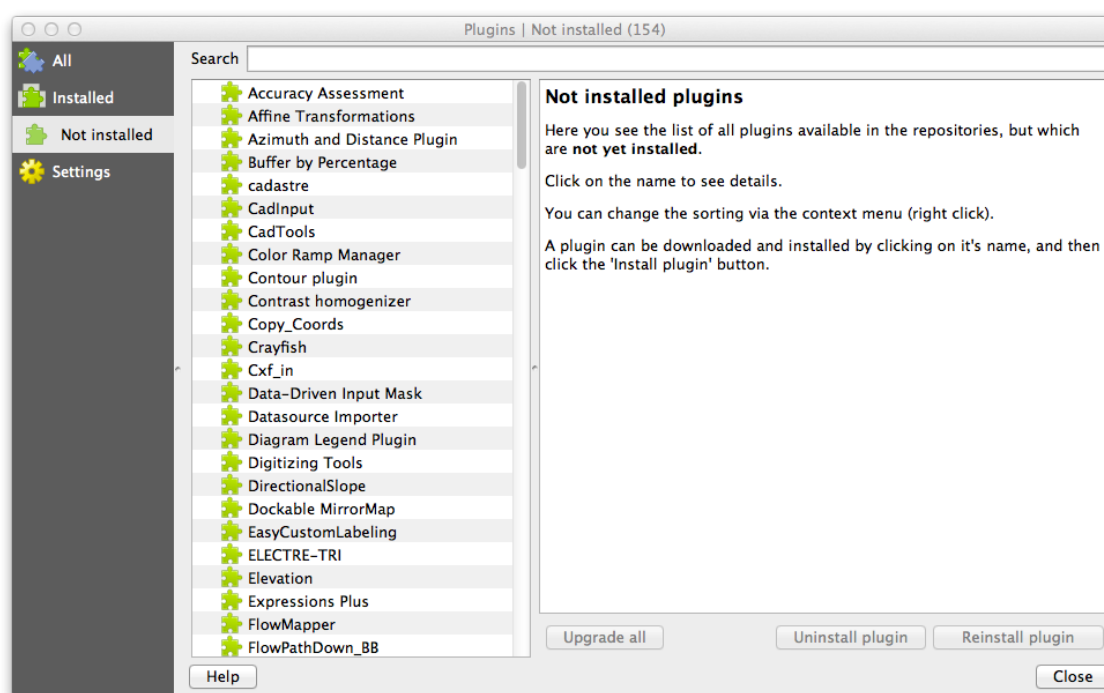 Plugins | Not installed (154)
All
Installed
Not installed
Settings
Search
Accuracy Assessment
Affine Transformations
Azimuth and Distance Plugin
Buffer by Percentage
cadastre
CadInput
CadTools
Color Ramp Manager
Contour plugin
Contrast homogenizer
Copy_Coords
Crayfish
Cxf_in
Data-Driven Input Mask
Datasource Importer
Diagram Legend Plugin
Digitizing Tools
DirectionalSlope
Dockable MirrorMap
EasyCustomLabeling
ELECTRE-TRI
Elevation
Expressions Plus
FlowMapper
FlowPathDown_BB
Not installed plugins
Here you see the list of all plugins available in the repositories, but which
are not yet installed.
Click on the name to see details.
You can change the sorting via the context menu (right click).
A plugin can be downloaded and installed by clicking on it's name, and then
click the 'Install plugin' button.
Upgrade all
Uninstall plugin
Reinstall plugin
Help
Close